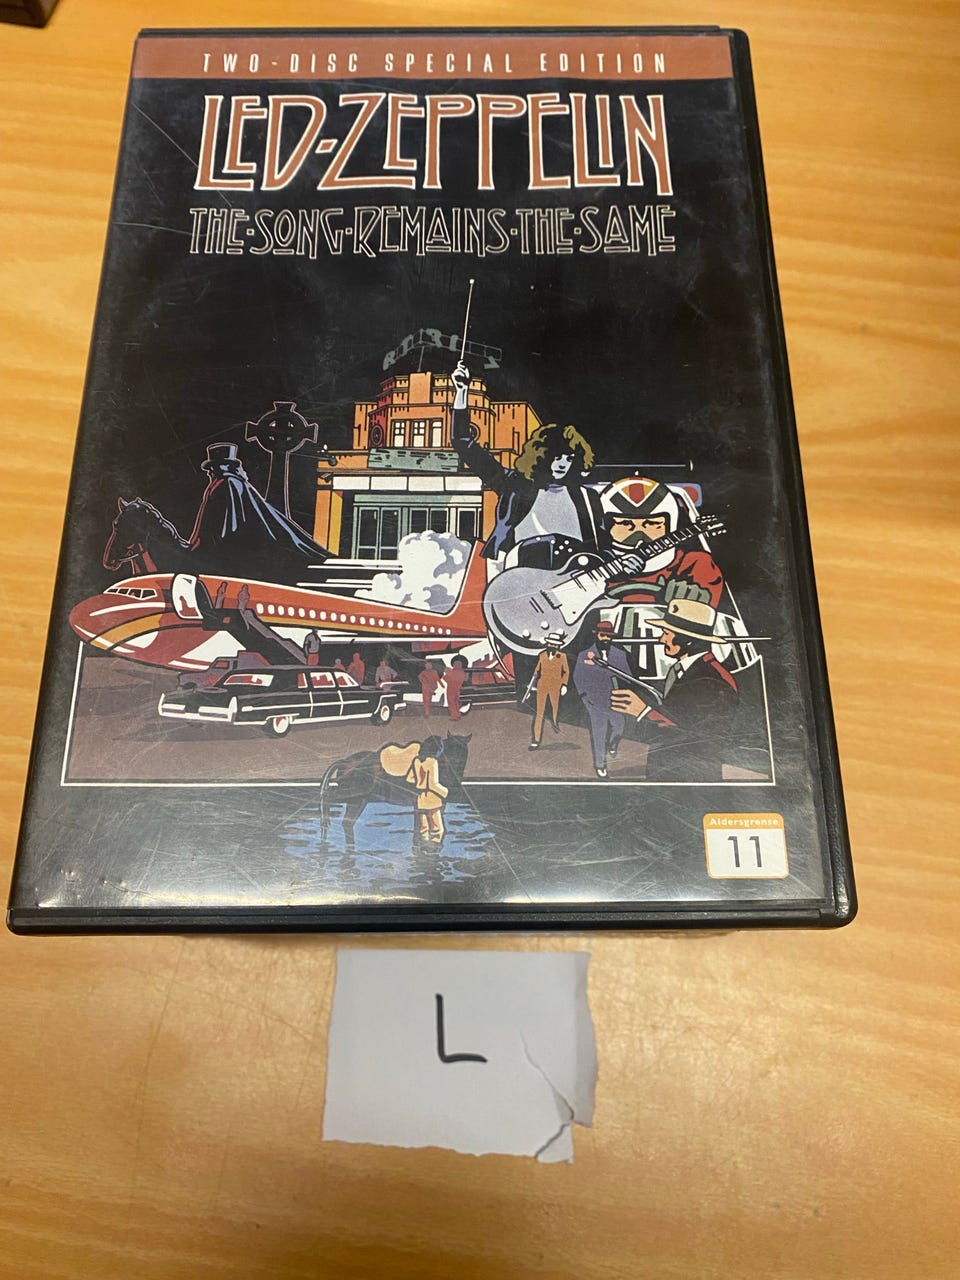 TWO-DISC SPECIAL EDITION
LED-ZEPPELIN
THE·SONG·REMAINS·THE·SAME
Aldersgrense
11
L